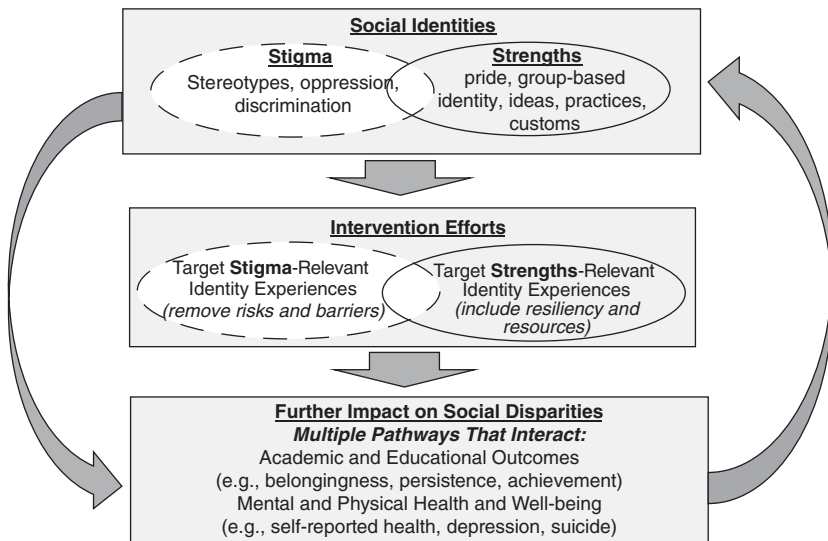 Social Identities
Stigma
Stereotypes, oppression,
discrimination
Strengths
pride, group-based
identity, ideas, practices,
customs
Intervention Efforts
Target Stigma-Relevant
Identity Experiences
(remove risks and barriers)
Target Strengths-Relevant
Identity Experiences
(include resiliency and
resources)
Further Impact on Social Disparities
Multiple Pathways That Interact:
Academic and Educational Outcomes
(e.g., belongingness, persistence, achievement)
Mental and Physical Health and Well-being
(e.g., self-reported health, depression, suicide)